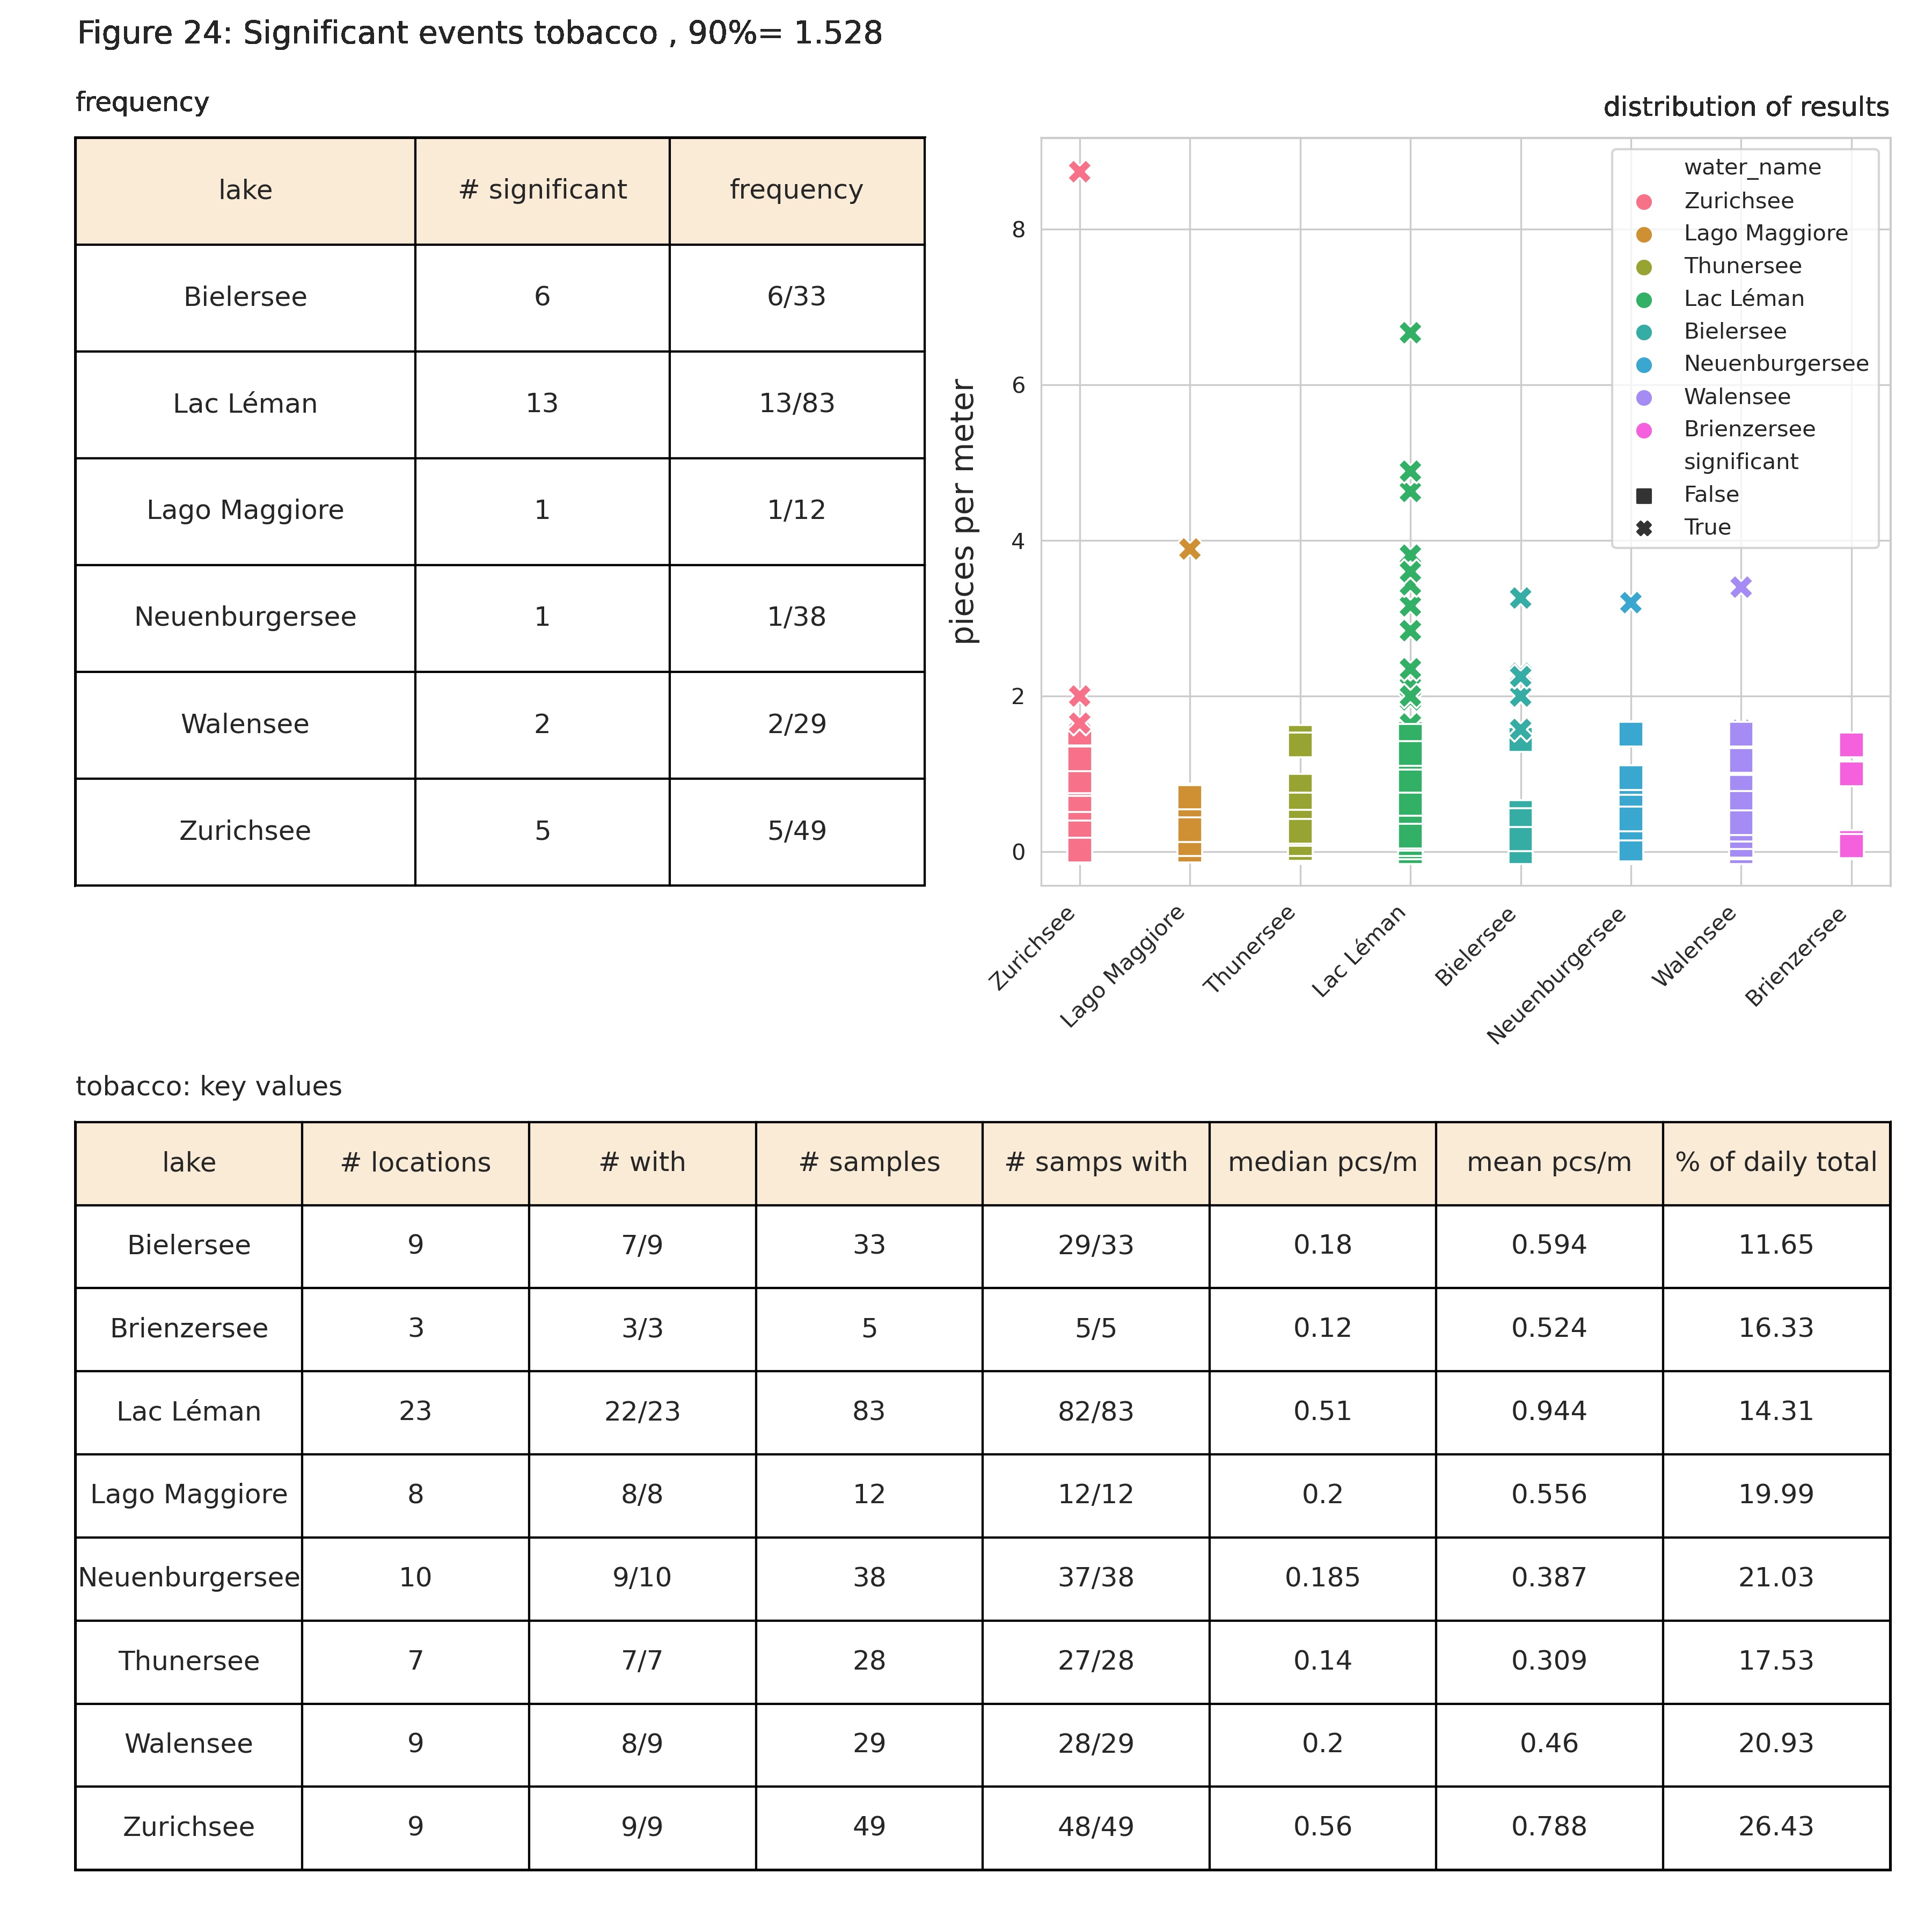 Figure 24: Significant events tobacco , 90%= 1.528
frequency
lake # significant frequency
Bielersee 6 6/33
Lac Léman 13 13/83
Lago Maggiore 1 1/12
Neuenburgersee 1 1/38
Walensee 2 2/29
Zurichsee 5 5/49
distribution of results
pieces per meter
8
6
4
2
0
water_name
Zurichsee
Lago Maggiore
Thunersee
Lac Léman
Bielersee
Neuenburgersee
Walensee
Brienzersee
significant
False
True
Zurichsee
Lago Maggiore
Thunersee
Lac Léman
Bielersee
Neuenburgersee
Walensee
Brienzersee
tobacco: key values
lake # locations # with # samples # samps with median pcs/m mean pcs/m % of daily total
Bielersee 9 7/9 33 29/33 0.18 0.594 11.65
Brienzersee 3 3/3 5 5/5 0.12 0.524 16.33
Lac Léman 23 22/23 83 82/83 0.51 0.944 14.31
Lago Maggiore 8 8/8 12 12/12 0.2 0.556 19.99
Neuenburgersee 10 9/10 38 37/38 0.185 0.387 21.03
Thunersee 7 7/7 28 27/28 0.14 0.309 17.53
Walensee 9 8/9 29 28/29 0.2 0.46 20.93
Zurichsee 9 9/9 49 48/49 0.56 0.788 26.43